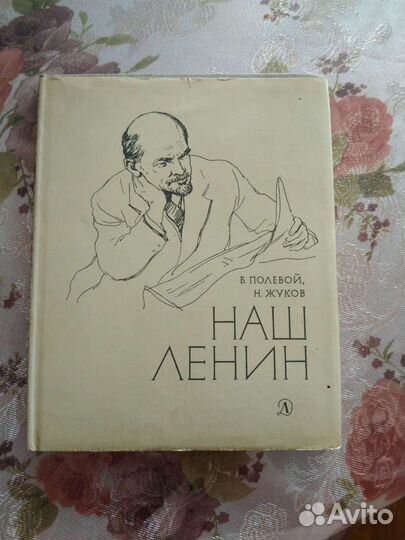 Б. ПОЛЕВОЙ,
Н. ЖУКОВ
НАШ
ЛЕНИН
Д
Avito